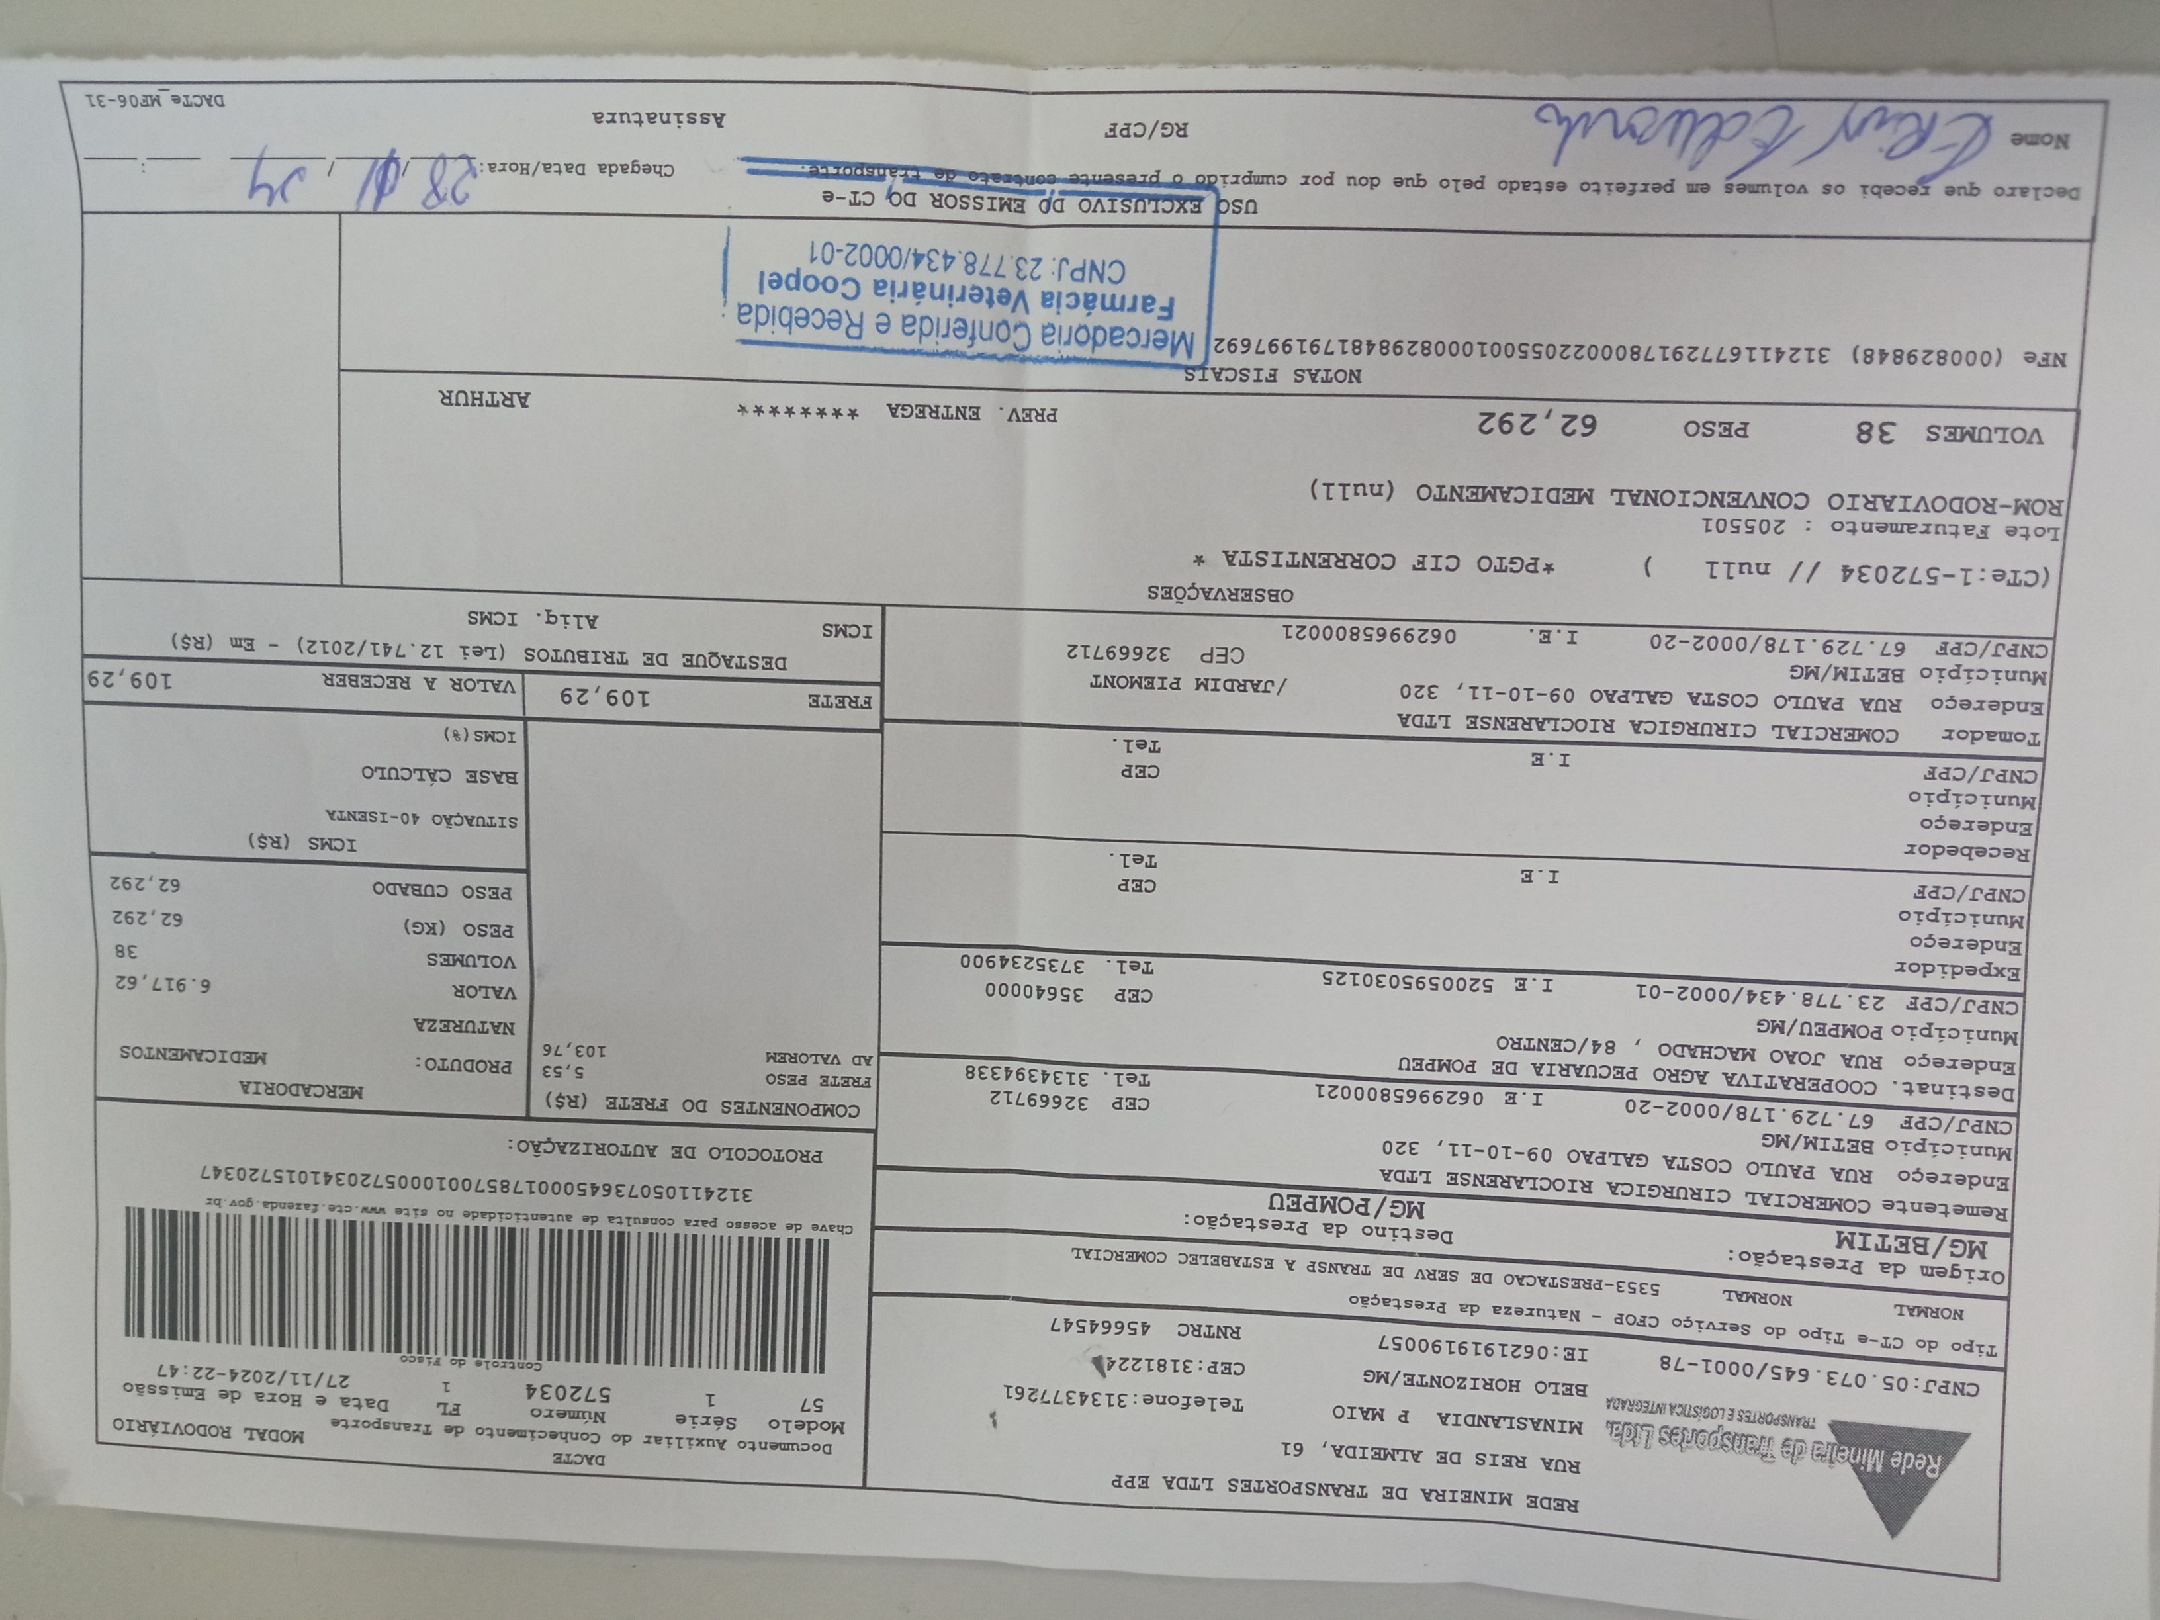 REDE MINEIRA DE TRANSPORTES LTDA EPP
Rede Mineira de Transportes Ltda.
TRANSPORTES E LOGÍSTICA INTEGRADA
RUA REIS DE ALMEIDA, 61
MINASLANDIA P MAIO Telefone:3134377261
BELO HORIZONTE/MG CEP:3181224
CNPJ:05.073.645/0001-78 IE:0621919190057 RNTRC 45664547
DACTE
Documento Auxiliar do Conhecimento de Transporte MODAL RODOVIÁRIO
Modelo Série Número FL Data e Hora de Emissão
57 1 572034 1 27/11/2024-22:47
Controle do Fisco
Chave de acesso para consulta de autenticidade no site www.cte.fazenda.gov.br
31241105073645000178570010005720341015720347
PROTOCOLO DE AUTORIZAÇÃO:
Tipo do CT-e Tipo do Serviço CFOP - Natureza da Prestação
NORMAL NORMAL 5353-PRESTACAO DE SERV DE TRANSP A ESTABELEC COMERCIAL
Origem da Prestação: Destino da Prestação:
MG/BETIM MG/POMPEU
Remetente COMERCIAL CIRURGICA RIOCLARENSE LTDA
Endereço RUA PAULO COSTA GALPAO 09-10-11, 320
Município BETIM/MG CEP 32669712
CNPJ/CPF 67.729.178/0002-20 I.E 0629965800021 Tel. 3134394338
Destinat. COOPERATIVA AGRO PECUARIA DE POMPEU
Endereço RUA JOAO MACHADO , 84/CENTRO
Município POMPEU/MG CEP 35640000
CNPJ/CPF 23.778.434/0002-01 I.E 5200595030125 Tel. 3735234900
Expedidor
Endereço
Município CEP
CNPJ/CPF I.E Tel.
Recebedor
Endereço
Município CEP
CNPJ/CPF I.E Tel.
Tomador COMERCIAL CIRURGICA RIOCLARENSE LTDA
Endereço RUA PAULO COSTA GALPAO 09-10-11, 320 /JARDIM PIEMONT
Município BETIM/MG CEP 32669712
CNPJ/CPF 67.729.178/0002-20 I.E. 0629965800021
COMPONENTES DO FRETE (R$)
FRETE PESO 5,53
AD VALOREM 103,76
MERCADORIA
PRODUTO: MEDICAMENTOS
NATUREZA
VALOR 6.917,62
VOLUMES 38
PESO (KG) 62,292
PESO CUBADO 62,292
ICMS (R$)
SITUAÇÃO 40-ISENTA
BASE CÁLCULO
ICMS(%)
FRETE 109,29 VALOR A RECEBER 109,29
DESTAQUE DE TRIBUTOS (Lei 12.741/2012) - Em (R$)
ICMS Aliq. ICMS
OBSERVAÇÕES
(CTe:1-572034 // null ) *PGTO CIF CORRENTISTA *
Lote Faturamento : 205501
ROM-RODOVIARIO CONVENCIONAL MEDICAMENTO (null)
VOLUMES 38 PESO 62,292 PREV. ENTREGA ******** ARTHUR
NOTAS FISCAIS
NFe (000829848) 31241167729178000220550010008298481791997692
Mercadoria Conferida e Recebida
Farmácia Veterinária Coopel
CNPJ: 23.778.434/0002-01
USO EXCLUSIVO DO EMISSOR DO CT-e
Declaro que recebi os volumes em perfeito estado pelo que dou por cumprido o presente contrato de transporte.
Chegada Data/Hora: 28/11/24 :
Nome RG/CPF Assinatura
DACTe_MF06-31